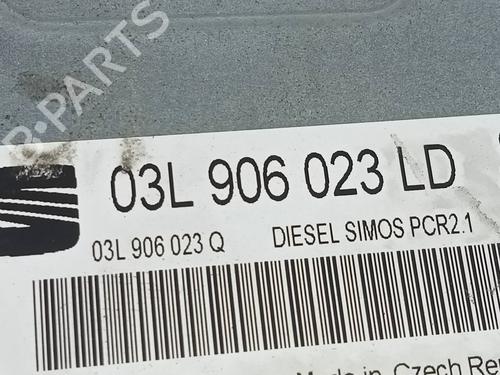 B-PARTS
03L 906 023 LD
03L 906 023 Q DIESEL SIMOS PCR2.1
Made in Czech Rep